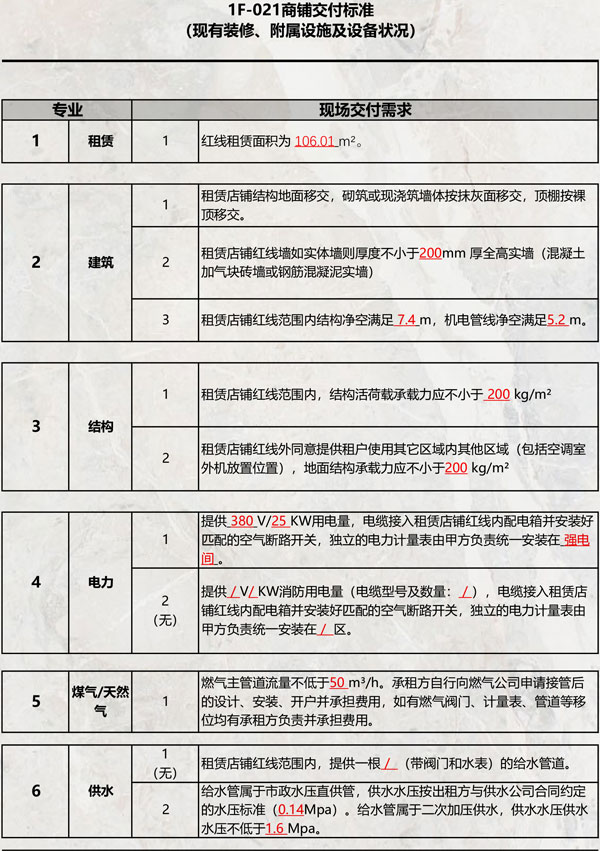 1F-021商铺交付标准
（现有装修、附属设施及设备状况）
专业 现场交付需求
1 租赁 1 红线租赁面积为 106.01 m²。
2 建筑
1 租赁店铺结构地面移交，砌筑或现浇筑墙体按抹灰面移交，顶棚按裸
顶移交。
2 租赁店铺红线墙如实体墙则厚度不小于200mm 厚全高实墙（混凝土
加气块砖墙或钢筋混凝泥实墙）
3 租赁店铺红线范围内结构净空满足 7.4 m，机电管线净空满足5.2 m。
3 结构
1 租赁店铺红线范围内，结构活荷载承载力应不小于 200 kg/m²
2 租赁店铺红线外同意提供租户使用其它区域内其他区域（包括空调室
外机放置位置），地面结构承载力应不小于200 kg/m²
4 电力
1 提供 380 V/25 KW用电量，电缆接入租赁店铺红线内配电箱并安装好
匹配的空气断路开关，独立的电力计量表由甲方负责统一安装在 强电
间 。
2
（无）
提供 / V/ KW消防用电量（电缆型号及数量： / ），电缆接入租赁店
铺红线内配电箱并安装好匹配的空气断路开关，独立的电力计量表由
甲方负责统一安装在 / 区。
5 煤气/天然
气
1 燃气主管道流量不低于50 m³/h。承租方自行向燃气公司申请接管后
的设计、安装、开户并承担费用，如有燃气阀门、计量表、管道等移
位均有承租方负责并承担费用。
6 供水
1
（无）
租赁店铺红线范围内，提供一根 / （带阀门和水表）的给水管道。
2 给水管属于市政水压直供管，供水水压按出租方与供水公司合同约定
的水压标准（0.14Mpa）。给水管属于二次加压供水，供水水压供水
水压不低于1.6 Mpa。